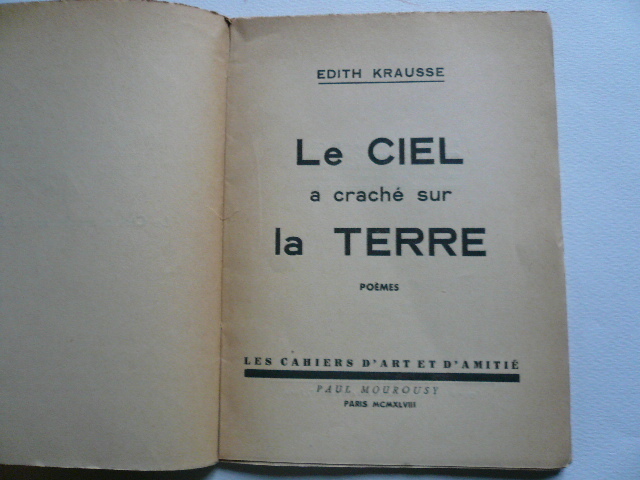 EDITH KRAUSSE
Le CIEL
a craché sur
la TERRE
POÈMES
LES CAHIERS D'ART ET D'AMITIÉ
PAUL MOUROUSY
PARIS MCMXLVIII